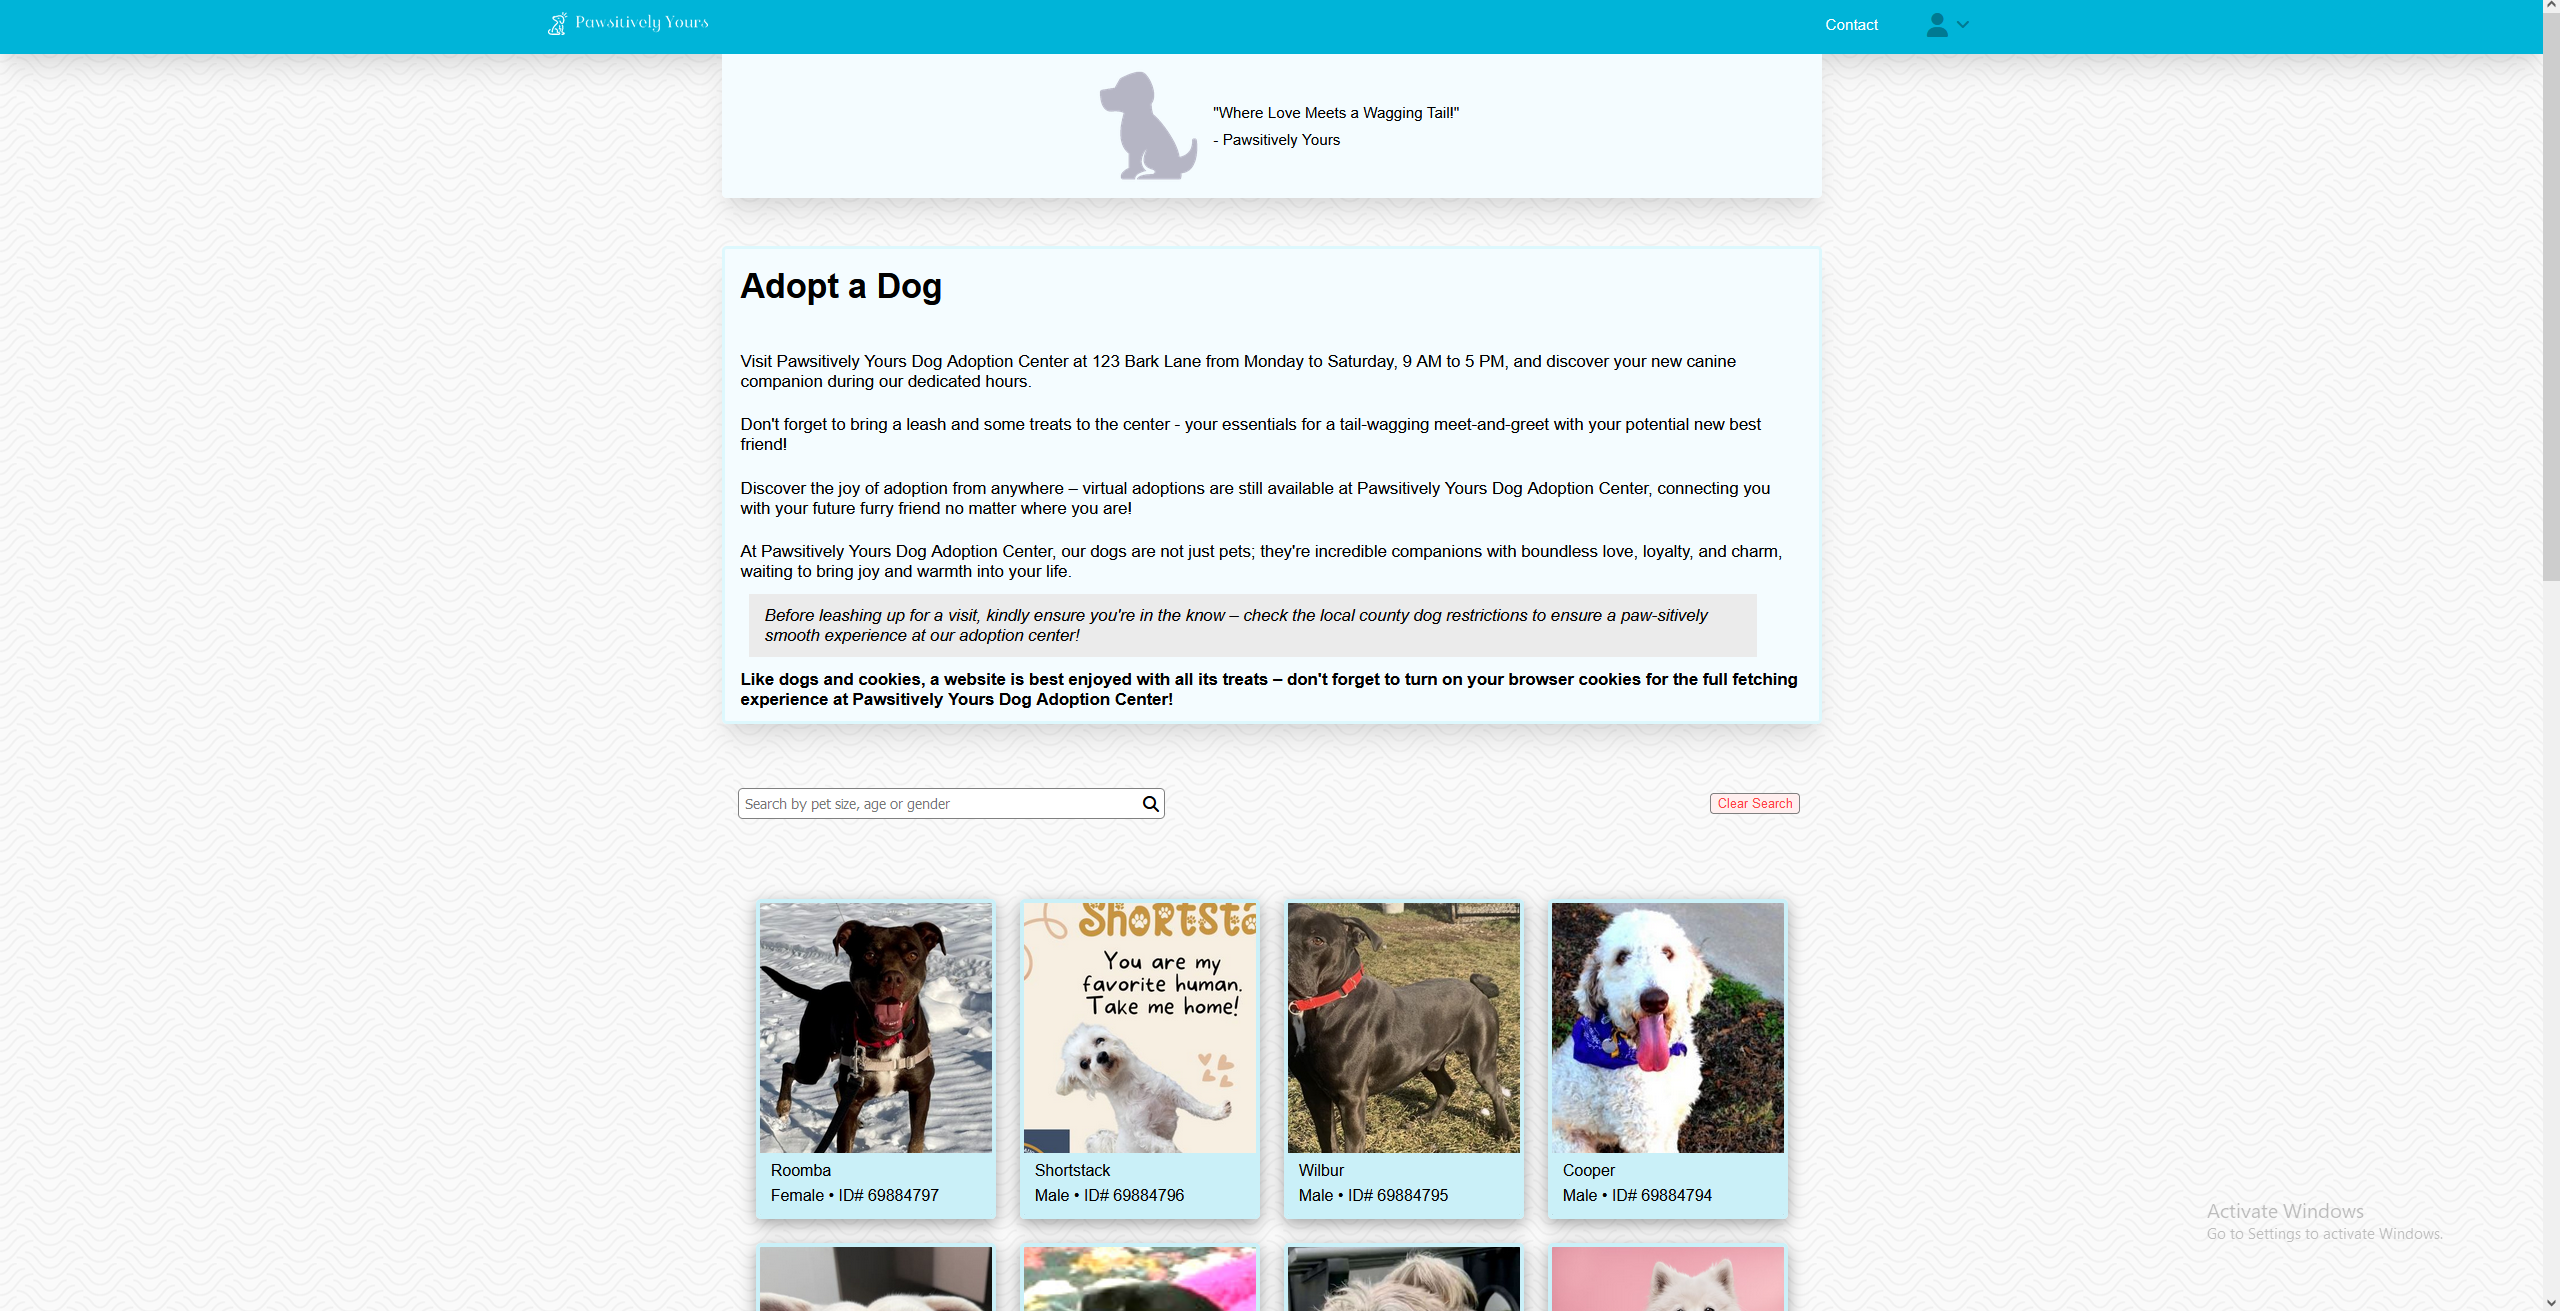 Pawsitively Yours
Contact
"Where Love Meets a Wagging Tail!"
- Pawsitively Yours
Adopt a Dog
Visit Pawsitively Yours Dog Adoption Center at 123 Bark Lane from Monday to Saturday, 9 AM to 5 PM, and discover your new canine
companion during our dedicated hours.
Don't forget to bring a leash and some treats to the center - your essentials for a tail-wagging meet-and-greet with your potential new best
friend!
Discover the joy of adoption from anywhere – virtual adoptions are still available at Pawsitively Yours Dog Adoption Center, connecting you
with your future furry friend no matter where you are!
At Pawsitively Yours Dog Adoption Center, our dogs are not just pets; they're incredible companions with boundless love, loyalty, and charm,
waiting to bring joy and warmth into your life.
Before leashing up for a visit, kindly ensure you're in the know – check the local county dog restrictions to ensure a paw-sitively
smooth experience at our adoption center!
Like dogs and cookies, a website is best enjoyed with all its treats – don't forget to turn on your browser cookies for the full fetching
experience at Pawsitively Yours Dog Adoption Center!
Search by pet size, age or gender
Clear Search
Shortsta
You are my
favorite human.
Take me home!
Roomba
Female • ID# 69884797
Shortstack
Male • ID# 69884796
Wilbur
Male • ID# 69884795
Cooper
Male • ID# 69884794
Activate Windows
Go to Settings to activate Windows.